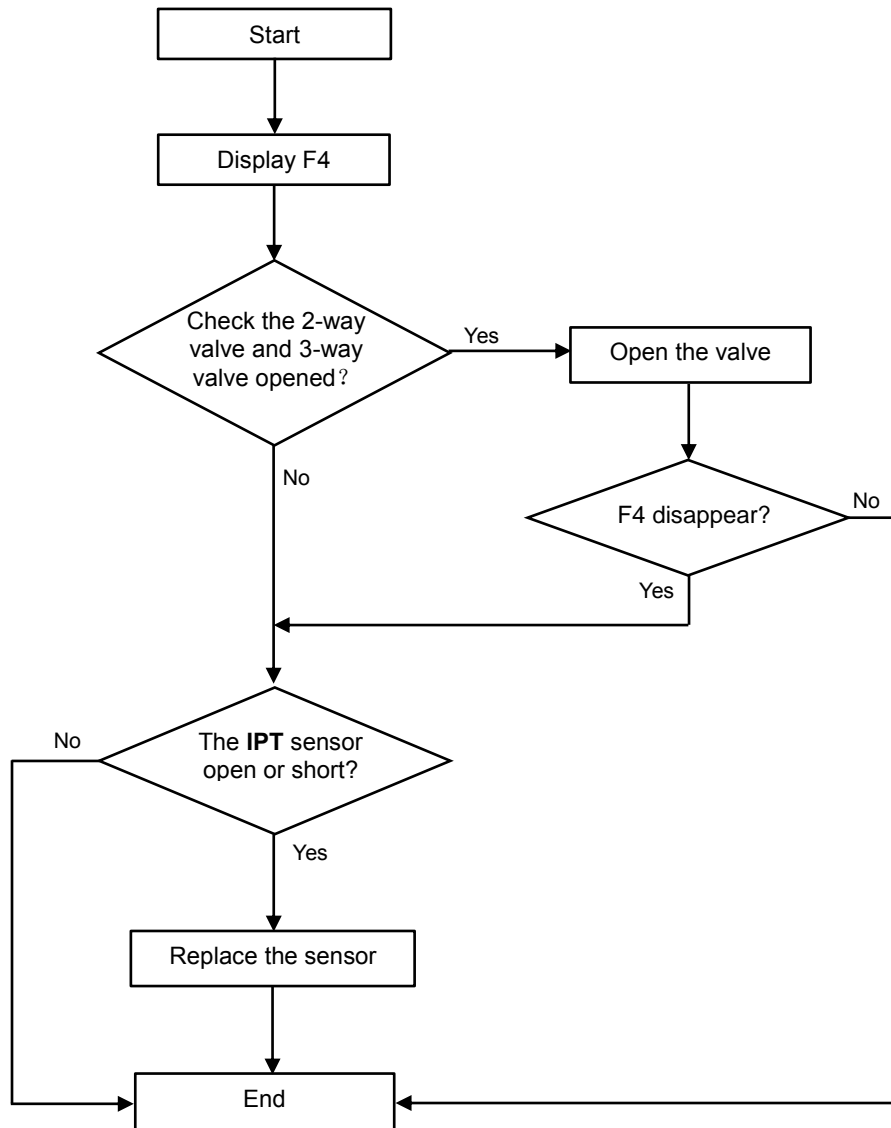 Start
Display F4
Check the 2-way
valve and 3-way
valve opened？
Yes
Open the valve
No
F4 disappear?
No
Yes
No
The IPT sensor
open or short?
Yes
Replace the sensor
End